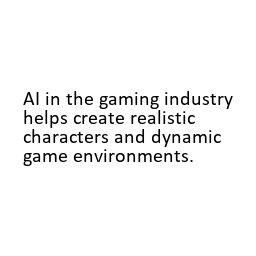 AI in the gaming industry
helps create realistic
characters and dynamic
game environments.